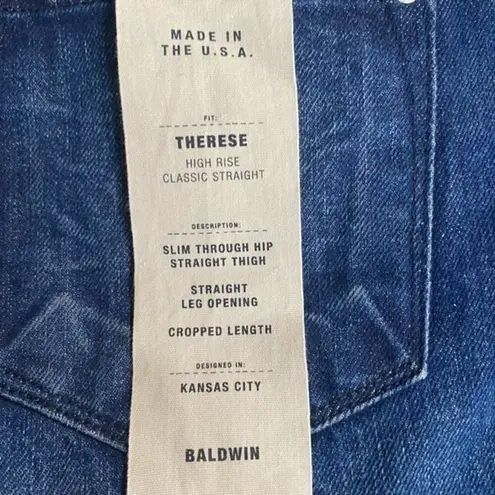 MADE IN
THE U.S.A.
FIT:
THERESE
HIGH RISE
CLASSIC STRAIGHT
DESCRIPTION:
SLIM THROUGH HIP
STRAIGHT THIGH
STRAIGHT
LEG OPENING
CROPPED LENGTH
DESIGNED IN:
KANSAS CITY
BALDWIN